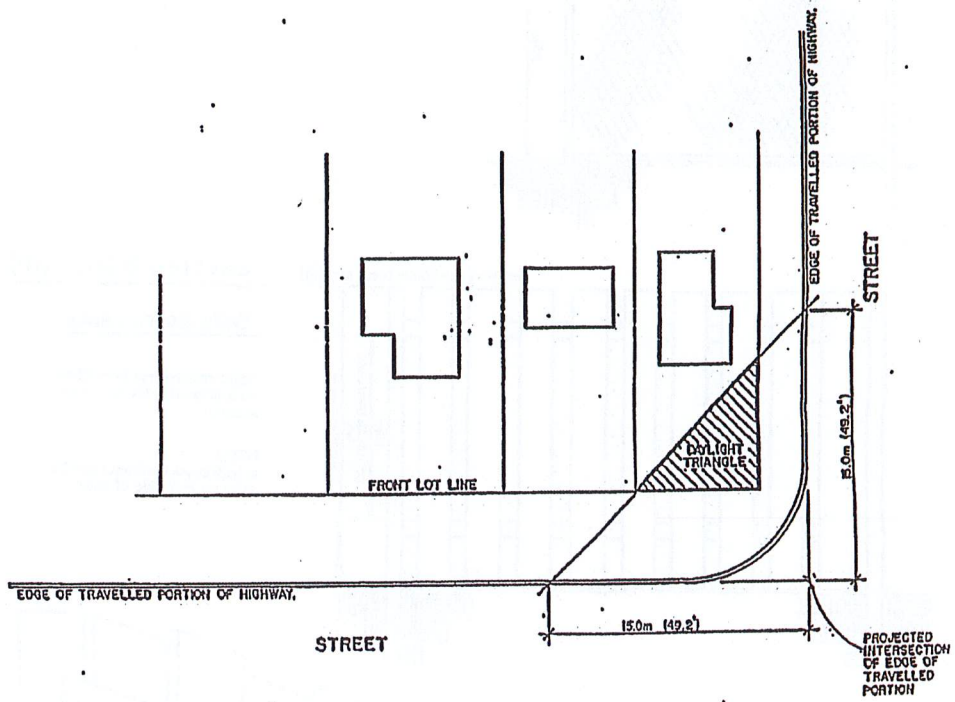 EDGE OF TRAVELLED PORTION OF HIGHWAY.
STREET
DAYLIGHT
TRIANGLE
15.0m (49.2')
FRONT LOT LINE
EDGE OF TRAVELLED PORTION OF HIGHWAY.
15.0m (49.2')
STREET
PROJECTED
INTERSECTION
OF EDGE OF
TRAVELLED
PORTION